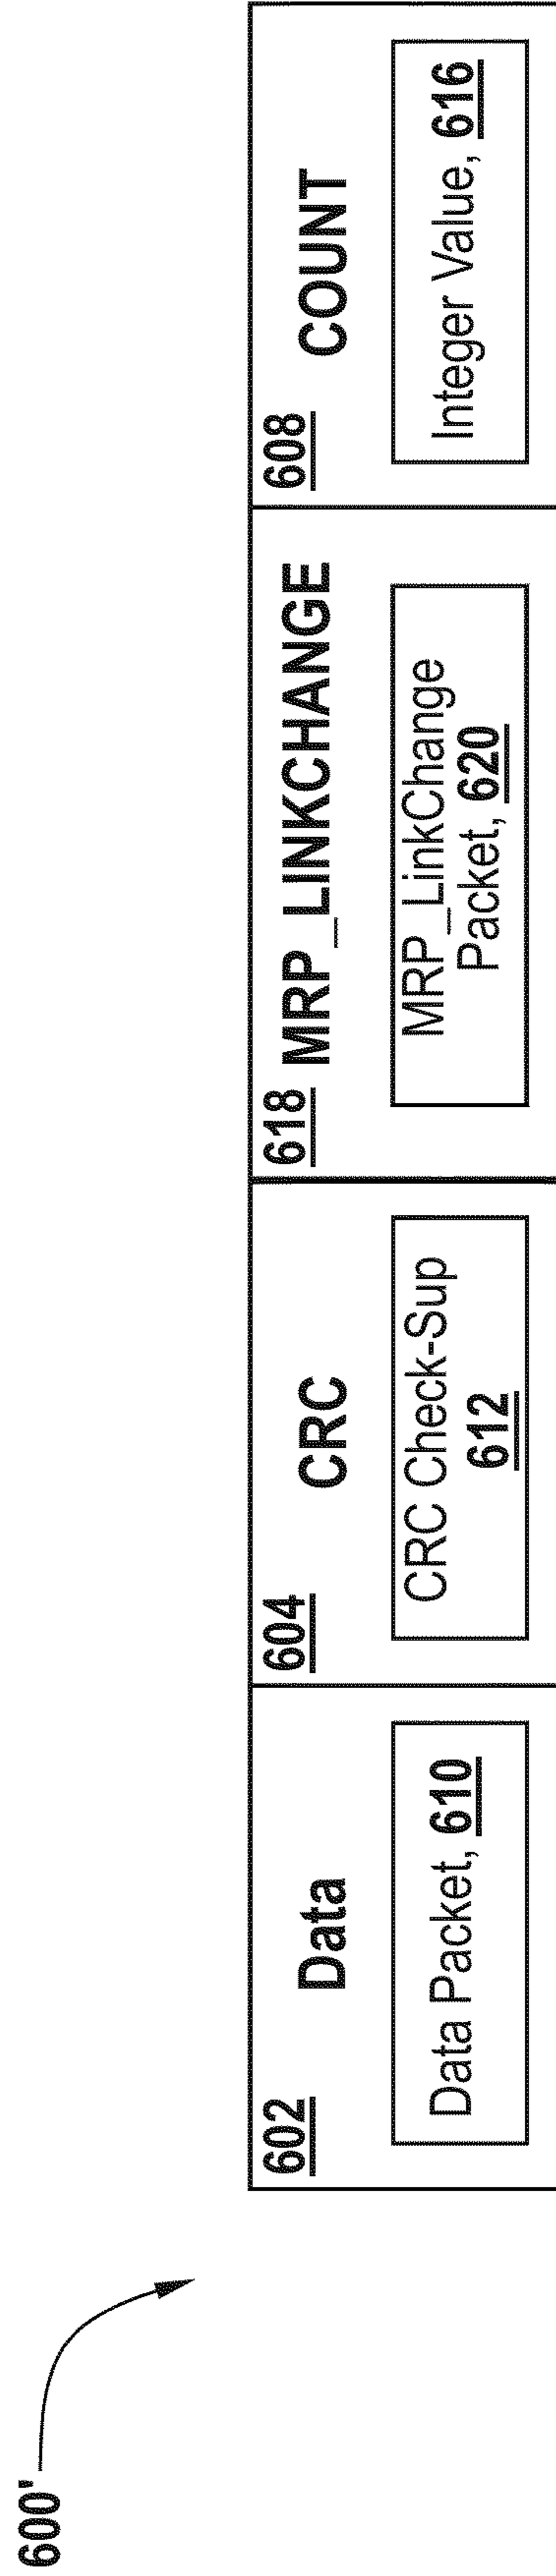 600'
602
Data
Data Packet, 610
604
CRC
CRC Check-Sup
612
618
MRP_LINKCHANGE
MRP_LinkChange
Packet, 620
608
COUNT
Integer Value, 616